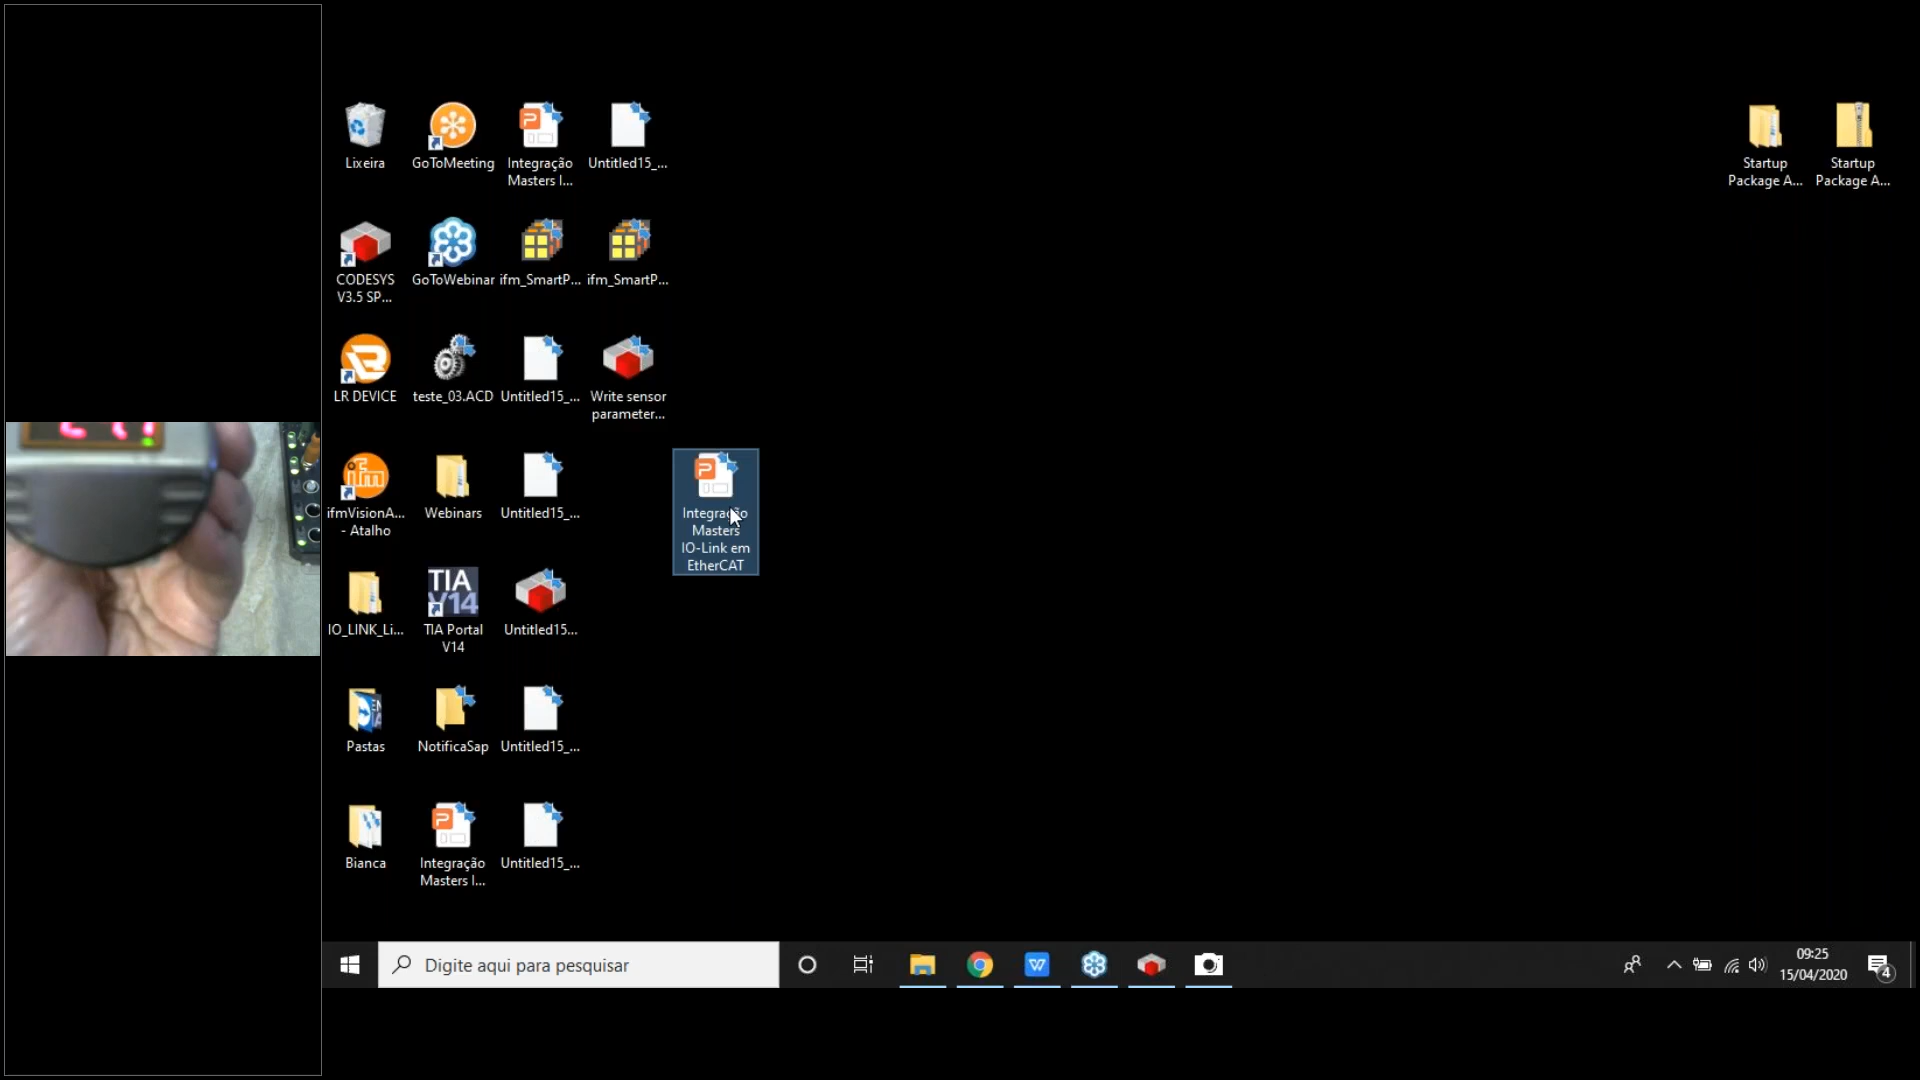 Lixeira
GoToMeeting
Integração
Masters I...
Untitled15_...
Startup
Package A...
Startup
Package A...
CODESYS
V3.5 SP...
GoToWebinar
ifm_SmartP...
ifm_SmartP...
LR DEVICE
teste_03.ACD
Untitled15_...
Write sensor
parameter...
ifm
ifmVisionA...
- Atalho
Webinars
Untitled15_...
Integração
Masters
IO-Link em
EtherCAT
IO_LINK_Li...
TIA
V14
TIA Portal
V14
Untitled15...
Pastas
NotificaSap
Untitled15_...
Bianca
Integração
Masters I...
Untitled15_...
Digite aqui para pesquisar
09:25
15/04/2020
4